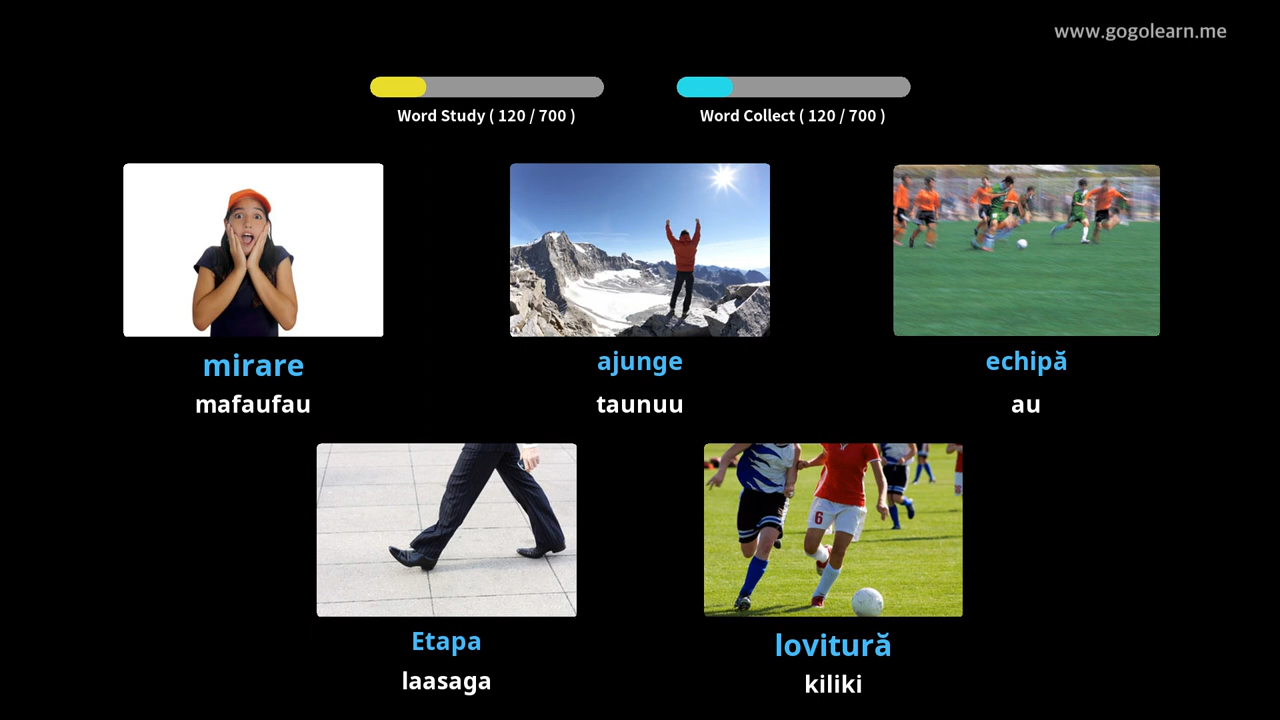 www.gogolearn.me
Word Study ( 120 / 700 )
Word Collect ( 120 / 700 )
mirare
mafaufau
ajunge
taunuu
echipă
au
6
Etapa
laasaga
lovitură
kiliki